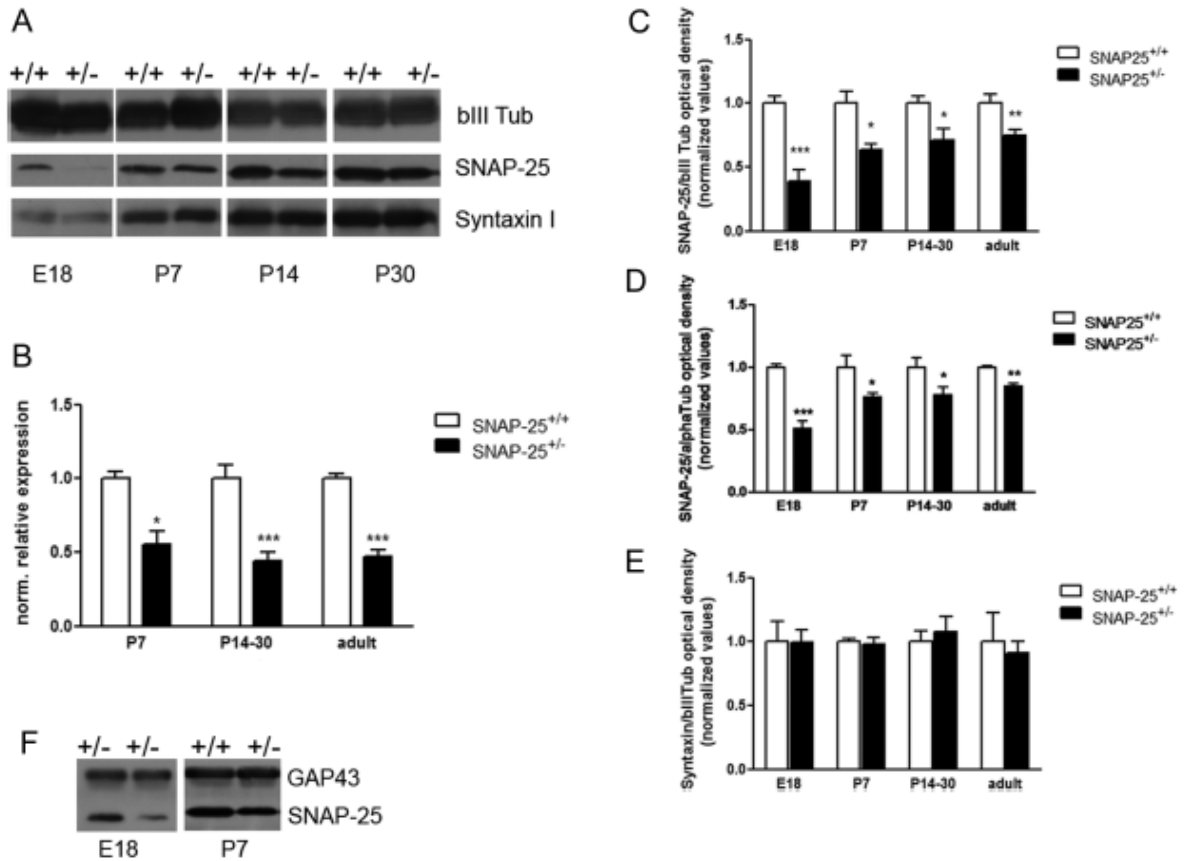 A
+/+ +/- +/+ +/- +/+ +/- +/+ +/-
bIII Tub
SNAP-25
Syntaxin I
E18 P7 P14 P30
B
norm. relative expression
1.5
1.0
0.5
0.0
* *** ***
P7 P14-30 adult
SNAP-25+/+
SNAP-25+/-
F
+/- +/- +/+ +/-
GAP43
SNAP-25
E18 P7
C
SNAP-25/bIII Tub optical density
(normalized values)
1.5
1.0
0.5
0.0
*** * * **
E18 P7 P14-30 adult
SNAP25+/+
SNAP25+/-
D
SNAP-25/alphaTub optical density
(normalized values)
1.5
1.0
0.5
0.0
*** * * **
E18 P7 P14-30 adult
SNAP25+/+
SNAP25+/-
E
Syntaxin/bIIITub optical density
(normalized values)
1.5
1.0
0.5
0.0
E18 P7 P14-30 adult
SNAP-25+/+
SNAP-25+/-